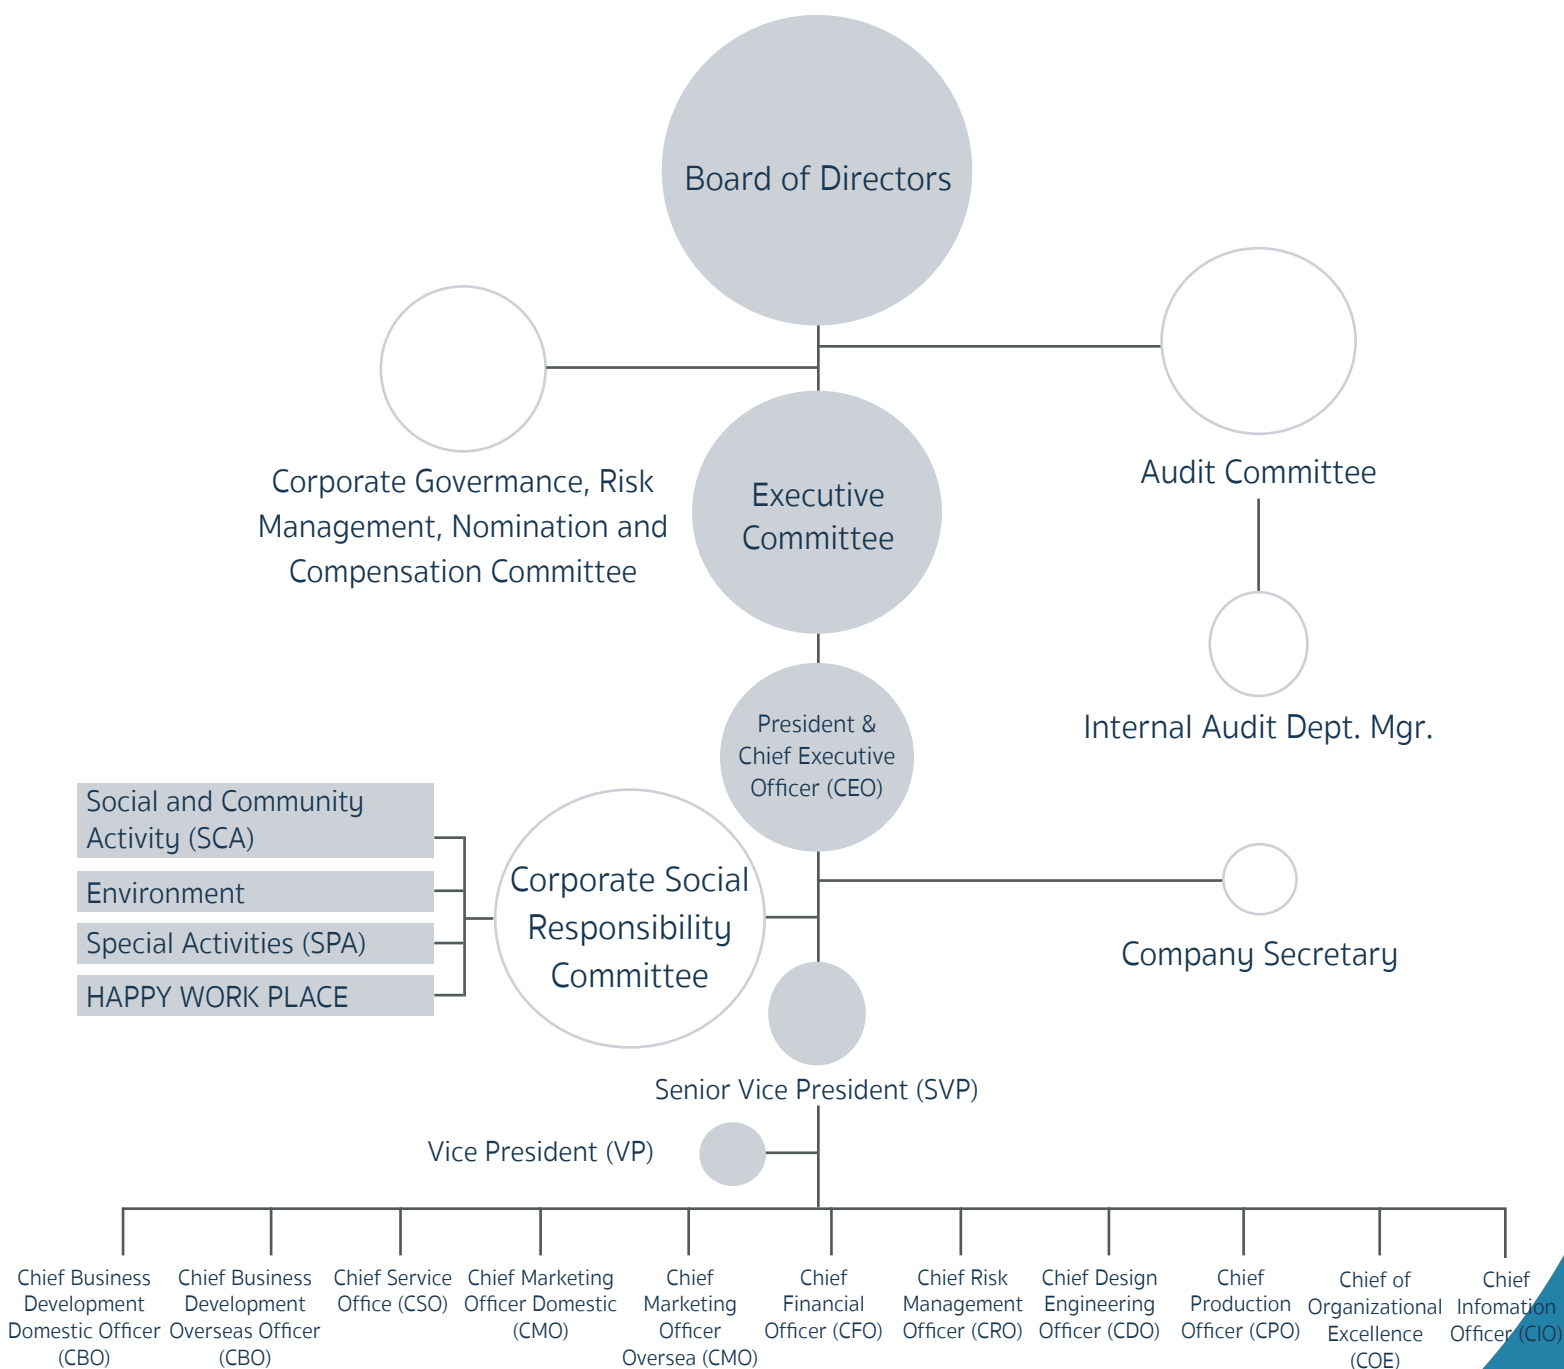 Board of Directors
Corporate Govermance, Risk
Management, Nomination and
Compensation Committee
Executive
Committee
Audit Committee
Internal Audit Dept. Mgr.
President &
Chief Executive
Officer (CEO)
Social and Community
Activity (SCA)
Environment
Special Activities (SPA)
HAPPY WORK PLACE
Corporate Social
Responsibility
Committee
Company Secretary
Senior Vice President (SVP)
Vice President (VP)
Chief Business
Development
Domestic Officer
(CBO)
Chief Business
Development
Overseas Officer
(CBO)
Chief Service
Office (CSO)
Chief Marketing
Officer Domestic
(CMO)
Chief
Marketing
Officer
Oversea (CMO)
Chief
Financial
Officer (CFO)
Chief Risk
Management
Officer (CRO)
Chief Design
Engineering
Officer (CDO)
Chief
Production
Officer (CPO)
Chief of
Organizational
Excellence
(COE)
Chief
Infomation
Officer (CIO)